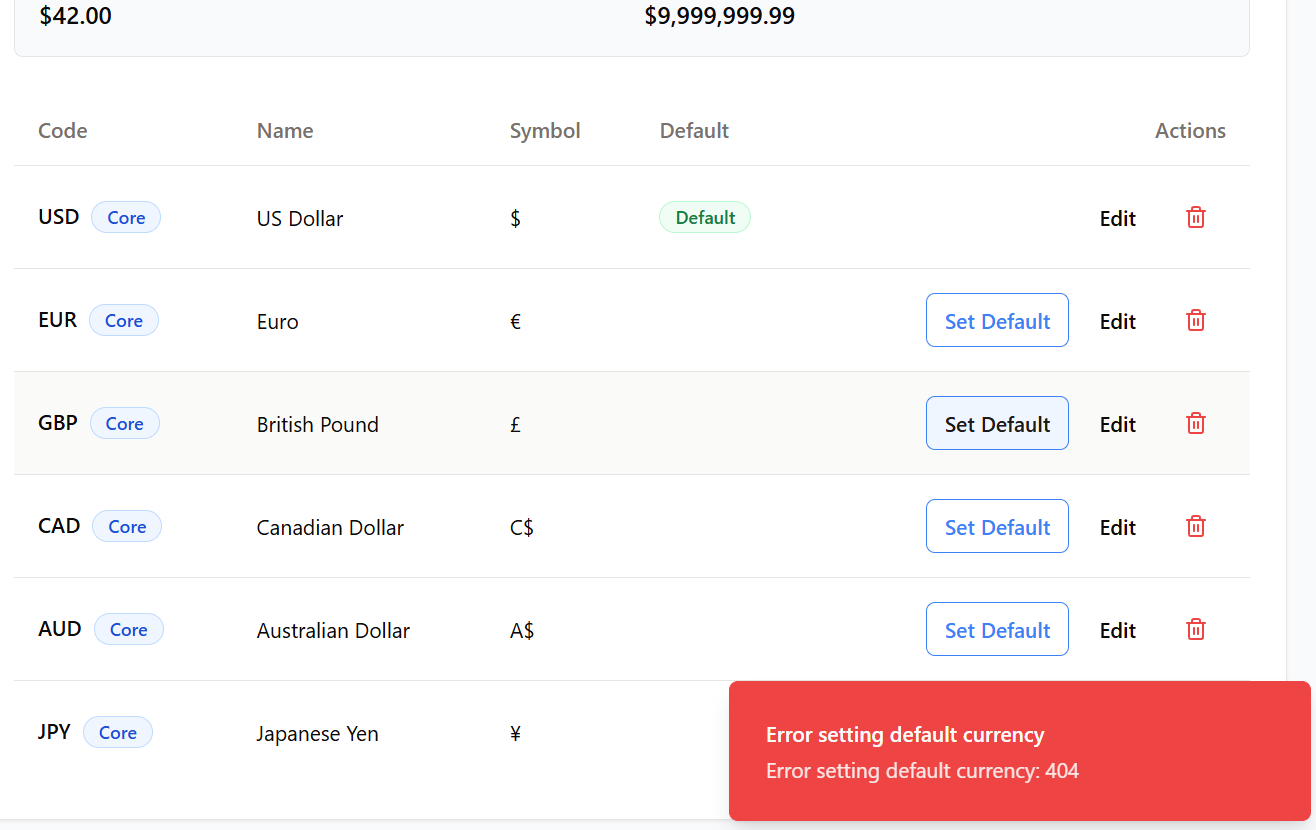 $42.00 $9,999,999.99
Code Name Symbol Default Actions
USD Core US Dollar $ Default Edit
EUR Core Euro € Set Default Edit
GBP Core British Pound £ Set Default Edit
CAD Core Canadian Dollar C$ Set Default Edit
AUD Core Australian Dollar A$ Set Default Edit
JPY Core Japanese Yen ¥
Error setting default currency
Error setting default currency: 404